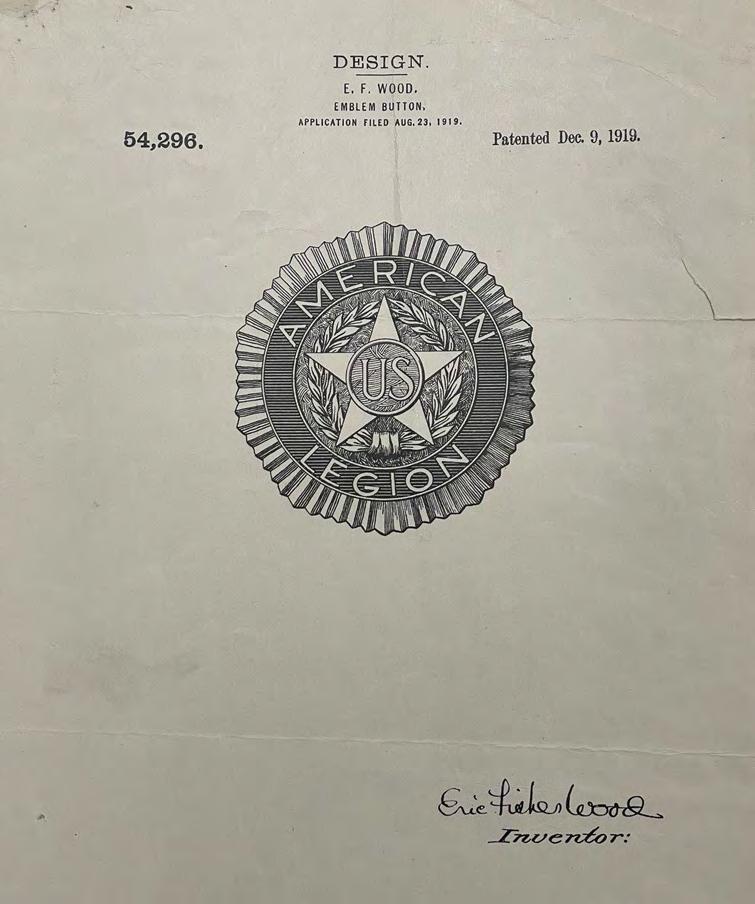 DESIGN.
E. F. WOOD.
EMBLEM BUTTON.
APPLICATION FILED AUG. 23, 1919.
54,296.
Patented Dec. 9, 1919.
AMERICAN
US
LEGION
Eric Fisher Wood
Inventor: